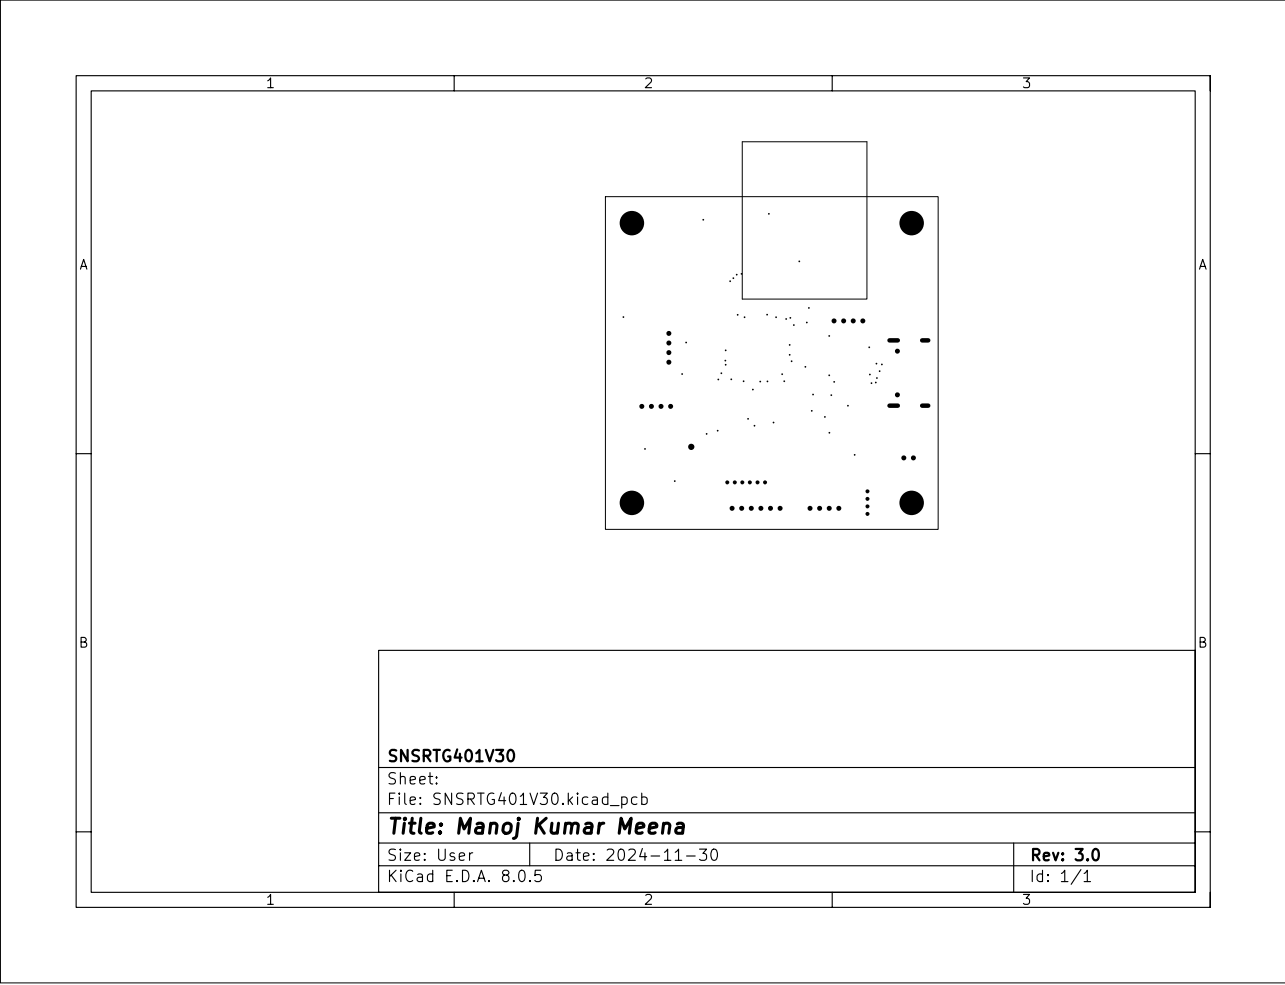 1 2 3
A A
B B
SNSRTG401V30
Sheet:
File: SNSRTG401V30.kicad_pcb
Title: Manoj Kumar Meena
Size: User Date: 2024-11-30 Rev: 3.0
KiCad E.D.A. 8.0.5 Id: 1/1
1 2 3